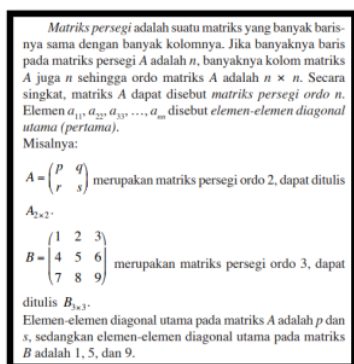 Matriks persegi adalah suatu matriks yang banyak baris-
nya sama dengan banyak kolomnya. Jika banyaknya baris
pada matriks persegi A adalah n, banyaknya kolom matriks
A juga n sehingga ordo matriks A adalah n × n. Secara
singkat, matriks A dapat disebut matriks persegi ordo n.
Elemen a₁₁, a₂₂, a₃₃, …, aₙₙ disebut elemen-elemen diagonal
utama (pertama).
Misalnya:
A = (p q
r s) merupakan matriks persegi ordo 2, dapat ditulis
A₂ₓ₂.
B = (1 2 3
4 5 6
7 8 9) merupakan matriks persegi ordo 3, dapat
ditulis B₃ₓ₃.
Elemen-elemen diagonal utama pada matriks A adalah p dan
s, sedangkan elemen-elemen diagonal utama pada matriks
B adalah 1, 5, dan 9.